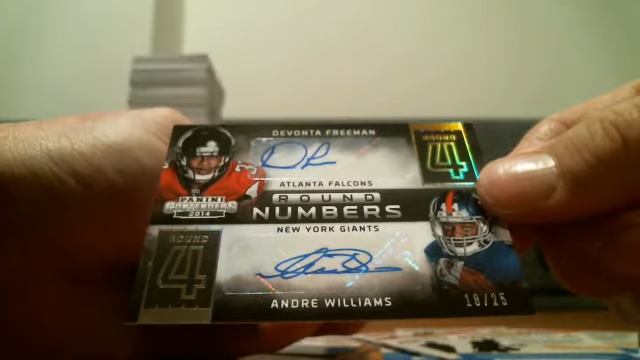 DEVONTA FREEMAN
ROUND
4
ATLANTA FALCONS
PANINI
CONTENDERS
2014
ROUND
NUMBERS
NEW YORK GIANTS
ROUND
4
ANDRE WILLIAMS
18/25